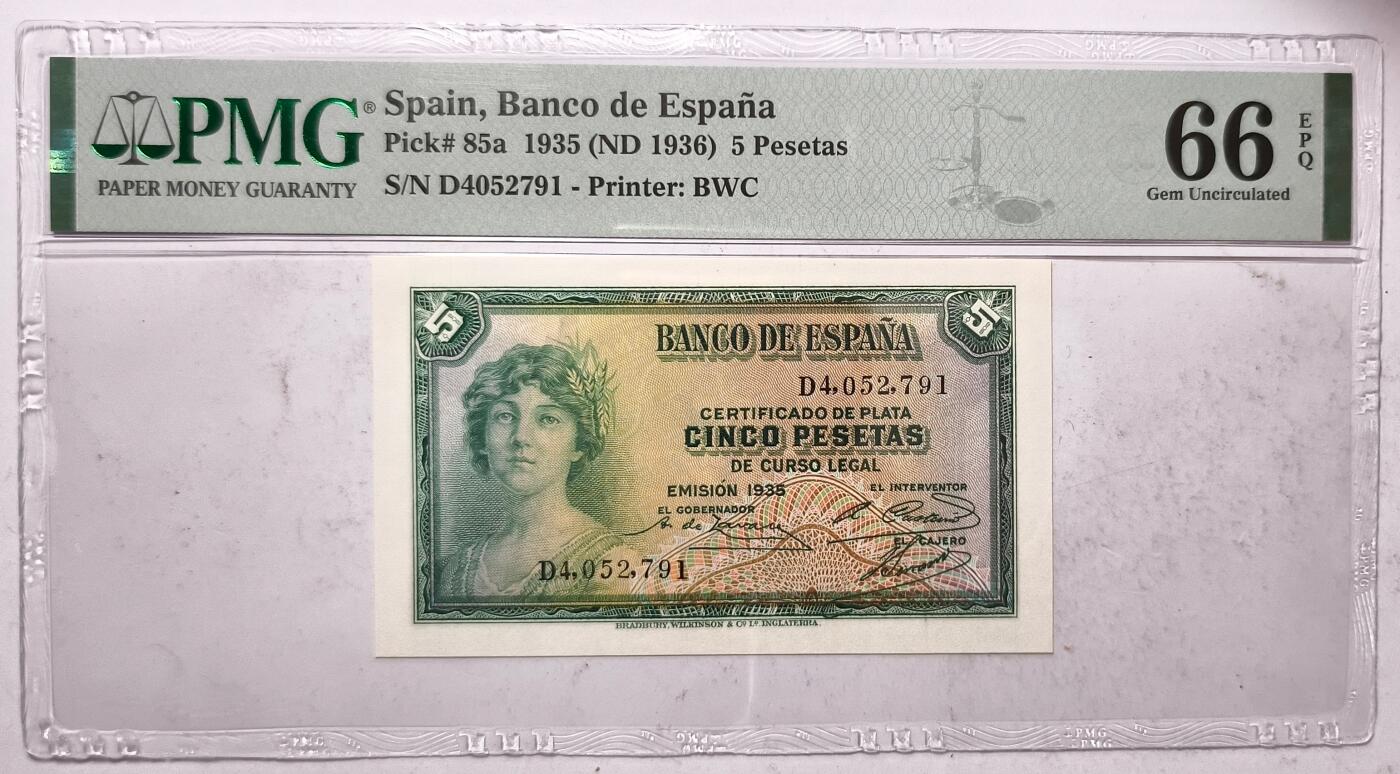 PMG®
PAPER MONEY GUARANTY
Spain, Banco de España
Pick# 85a 1935 (ND 1936) 5 Pesetas
S/N D4052791 - Printer: BWC
66
EPQ
Gem Uncirculated
5
5
BANCO DE ESPAÑA
D4,052,791
CERTIFICADO DE PLATA
CINCO PESETAS
DE CURSO LEGAL
EMISIÓN 1935
EL INTERVENTOR
EL GOBERNADOR
EL CAJERO
D4,052,791
BRADBURY, WILKINSON & Cº Lᵈ. INGLATERRA.